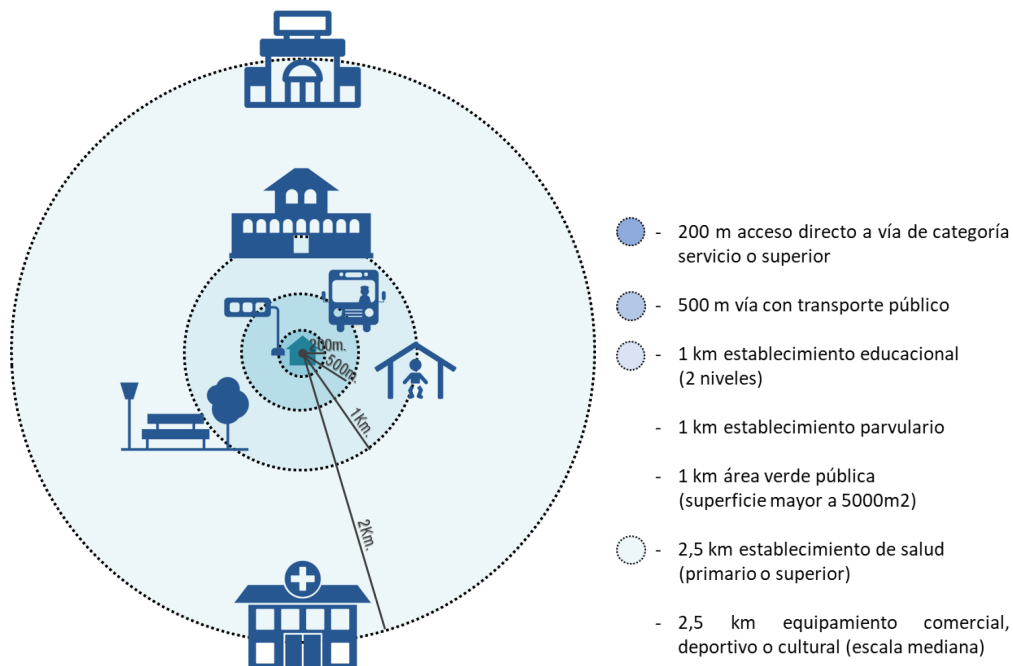 200m.
500m.
1Km.
2Km.
- 200 m acceso directo a vía de categoría
servicio o superior
- 500 m vía con transporte público
- 1 km establecimiento educacional
(2 niveles)
- 1 km establecimiento parvulario
- 1 km área verde pública
(superficie mayor a 5000m2)
- 2,5 km establecimiento de salud
(primario o superior)
- 2,5 km equipamiento comercial,
deportivo o cultural (escala mediana)